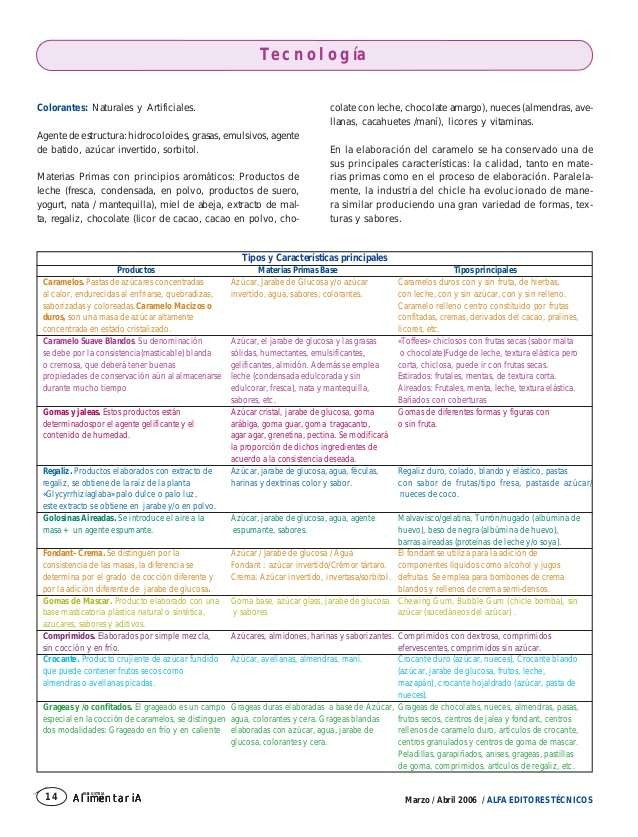 Tecnología
Colorantes: Naturales y Artificiales.
Agente de estructura: hidrocoloides, grasas, emulsivos, agente
de batido, azúcar invertido, sorbitol.
Materias Primas con principios aromáticos: Productos de
leche (fresca, condensada, en polvo, productos de suero,
yogurt, nata / mantequilla), miel de abeja, extracto de mal-
ta, regaliz, chocolate (licor de cacao, cacao en polvo, cho-
colate con leche, chocolate amargo), nueces (almendras, ave-
llanas, cacahuetes /maní), licores y vitaminas.
En la elaboración del caramelo se ha conservado una de
sus principales características: la calidad, tanto en mate-
rias primas como en el proceso de elaboración. Paralela-
mente, la industria del chicle ha evolucionado de mane-
ra similar produciendo una gran variedad de formas, tex-
turas y sabores.
Tipos y Características principales
Productos Materias Primas Base Tipos principales
Caramelos. Pastas de azúcares concentradas
al calor, endurecidas al enfriarse, quebradizas,
saborizadas y coloreadas.Caramelo Macizos o
duros, son una masa de azúcar altamente
concentrada en estado cristalizado.
Azúcar, Jarabe de Glucosa y/o azúcar
invertido, agua, sabores; colorantes.
Caramelos duros con y sin fruta, de hierbas,
con leche, con y sin azúcar, con y sin relleno.
Caramelo relleno centro constituido por frutas
confitadas, cremas, derivados del cacao, pralines,
licores, etc.
Caramelo Suave Blandos. Su denominación
se debe por la consistencia(masticable) blanda
o cremosa, que deberá tener buenas
propiedades de conservación aún al almacenarse
durante mucho tiempo
Azúcar, el jarabe de glucosa y las grasas
sólidas, humectantes, emulsificantes,
gelificantes, almidón. Además se emplea
leche (condensada edulcorada y sin
edulcorar, fresca), nata y mantequilla,
sabores, etc.
«Toffees» chiclosos con frutas secas (sabor malta
o chocolate)Fudge de leche, textura elástica pero
corta, chiclosa, puede ir con frutas secas.
Estirados: frutales, mentas, de textura corta.
Aireados: Frutales, menta, leche, textura elástica.
Bañados con coberturas
Gomas y jaleas. Estos productos están
determinadospor el agente gelificante y el
contenido de humedad.
Azúcar cristal, jarabe de glucosa, goma
arábiga, goma guar, goma tragacanto,
agar agar, grenetina; pectina. Se modificará
la proporción de dichos ingredientes de
acuerdo a la consistencia deseada.
Gomas de diferentes formas y figuras con
o sin fruta.
Regaliz. Productos elaborados con extracto de
regaliz, se obtiene de la raíz de la planta
«Glycyrrhiziaglaba» palo dulce o palo luz,
este extracto se obtiene en jarabe y/o en polvo.
Azúcar, jarabe de glucosa, agua, féculas,
harinas y dextrinas color y sabor.
Regaliz duro, colado, blando y elástico, pastas
con sabor de frutas/tipo fresa, pastasde azúcar/
nueces de coco.
Golosinas Aireadas. Se introduce el aire a la
masa + un agente espumante.
Azúcar, jarabe de glucosa, agua, agente
espumante, sabores.
Malvavisco/gelatina, Turrón/nugado (albúmina de
huevo), beso de negra (albúmina de huevo),
barras aireadas (proteínas de leche y/o soya).
Fondant- Crema. Se distinguen por la
consistencia de las masas, la diferencia se
determina por el grado de cocción diferente y
por la adición diferente de jarabe de glucosa.
Azúcar / Jarabe de glucosa / Agua
Fondant : azúcar invertido/Crémor tártaro.
Crema: Azúcar invertido, invertasa/sorbitol.
El fondant se utiliza para la adición de
componentes líquidos como alcohol y jugos
defrutas. Se emplea para bombones de crema
blandos y rellenos de crema semi-densos.
Gomas de Mascar. Producto elaborado con una
base masticatoria plástica natural o sintética,
azúcares, sabores y aditivos.
Goma base, azúcar glass, jarabe de glucosa
y sabores
Chewing Gum, Bubble Gum (chicle bomba), sin
azúcar (sucedáneos del azúcar) .
Comprimidos. Elaborados por simple mezcla,
sin cocción y en frío.
Azúcares, almidones, harinas y saborizantes.
Comprimidos con dextrosa, comprimidos
efervescentes, comprimidos sin azúcar.
Crocante. Producto crujiente de azúcar fundido
que puede contener frutos secos como
almendras o avellanas picadas.
Azúcar, avellanas, almendras, maní.
Crocante duro (azúcar, nueces), Crocante blando
(azúcar, jarabe de glucosa, frutos, leche,
mazapán), crocante hojaldrado (azúcar, pasta de
nueces).
Grageas y /o confitados. El grageado es un campo
especial en la cocción de caramelos, se distinguen
dos modalidades: Grageado en frío y en caliente
Grageas duras elaboradas a base de Azúcar,
agua, colorantes y cera. Grageas blandas
elaboradas con azúcar, agua, jarabe de
glucosa, colorantes y cera.
Grageas de chocolates, nueces, almendras, pasas,
frutos secos, centros de jalea y fondant, centros
rellenos de caramelo duro, artículos de crocante,
centros granulados y centros de goma de mascar.
Peladillas, garapiñados, anises, grageas, pastillas
de goma, comprimidos, artículos de regaliz, etc.
14 AlimentariA
Marzo / Abril 2006 / ALFA EDITORES TÉCNICOS